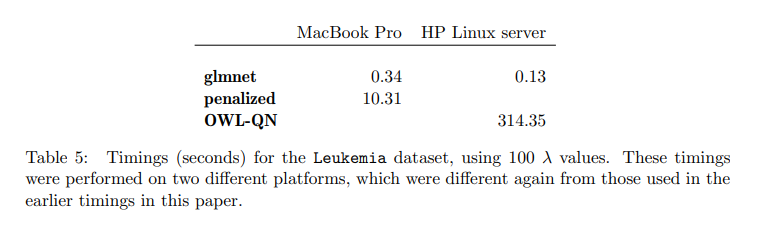 MacBook Pro HP Linux server
glmnet 0.34 0.13
penalized 10.31
OWL-QN 314.35
Table 5: Timings (seconds) for the Leukemia dataset, using 100 λ values. These timings
were performed on two different platforms, which were different again from those used in the
earlier timings in this paper.